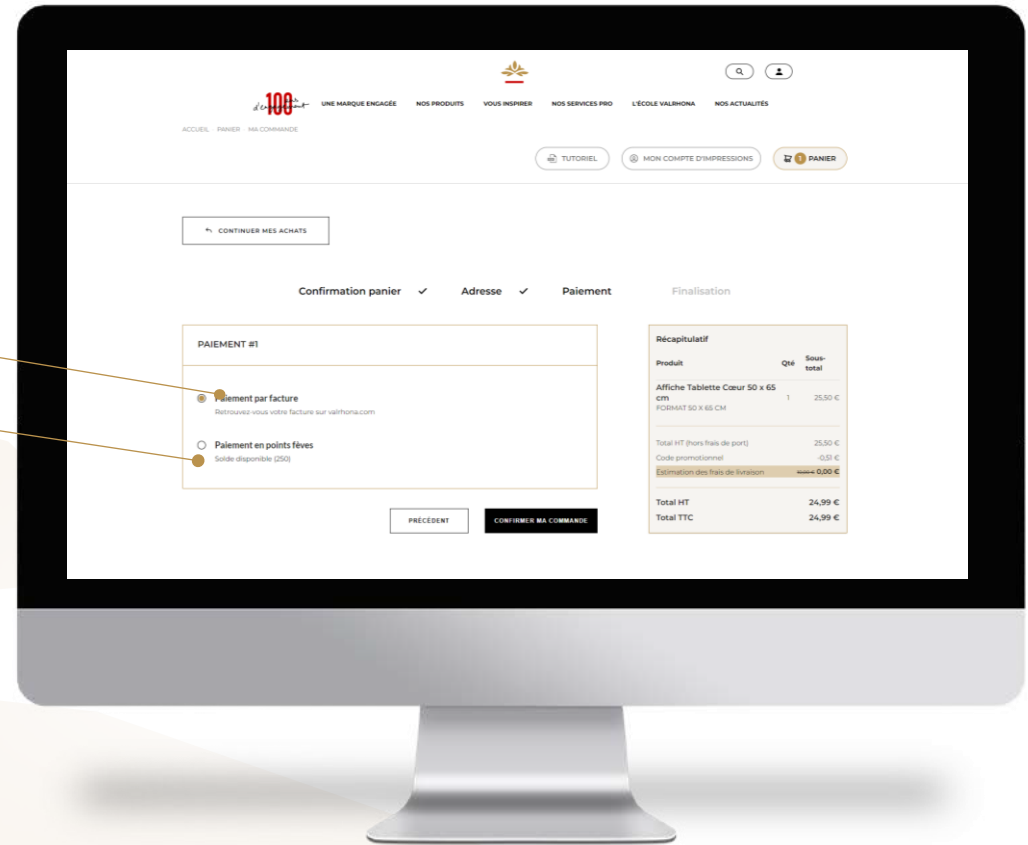 100 ans
d'engagement
UNE MARQUE ENGAGÉE NOS PRODUITS VOUS INSPIRER NOS SERVICES PRO L'ÉCOLE VALRHONA NOS ACTUALITÉS
ACCUEIL PANIER MA COMMANDE
TUTORIEL MON COMPTE D'IMPRESSIONS 1 PANIER
CONTINUER MES ACHATS
Confirmation panier Adresse Paiement Finalisation
PAIEMENT #1
Paiement par facture
Retrouvez-vous votre facture sur valrhona.com
Paiement en points fèves
Solde disponible (250)
PRÉCÉDENT CONFIRMER MA COMMANDE
Récapitulatif
Produit Qté Sous-
total
Affiche Tablette Cœur 50 x 65
cm 1 25,50 €
FORMAT 50 X 65 CM
Total HT (hors frais de port) 25,50 €
Code promotionnel -0,51 €
Estimation des frais de livraison 0,00 €
Total HT 24,99 €
Total TTC 24,99 €